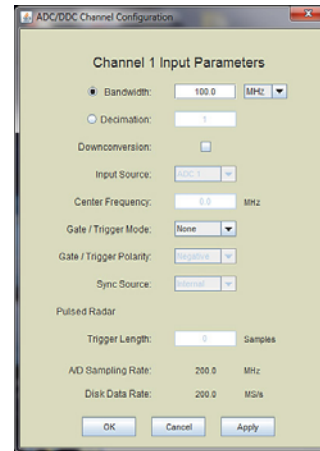 ADC/DDC Channel Configuration
Channel 1 Input Parameters
Bandwidth: 100.0 MHz
Decimation: 1
Downconversion:
Input Source: ADC 1
Center Frequency: 0.0 MHz
Gate / Trigger Mode: None
Gate / Trigger Polarity: Negative
Sync Source: Internal
Pulsed Radar
Trigger Length: 0 Samples
A/D Sampling Rate: 200.0 MHz
Disk Data Rate: 200.0 MS/s
OK Cancel Apply